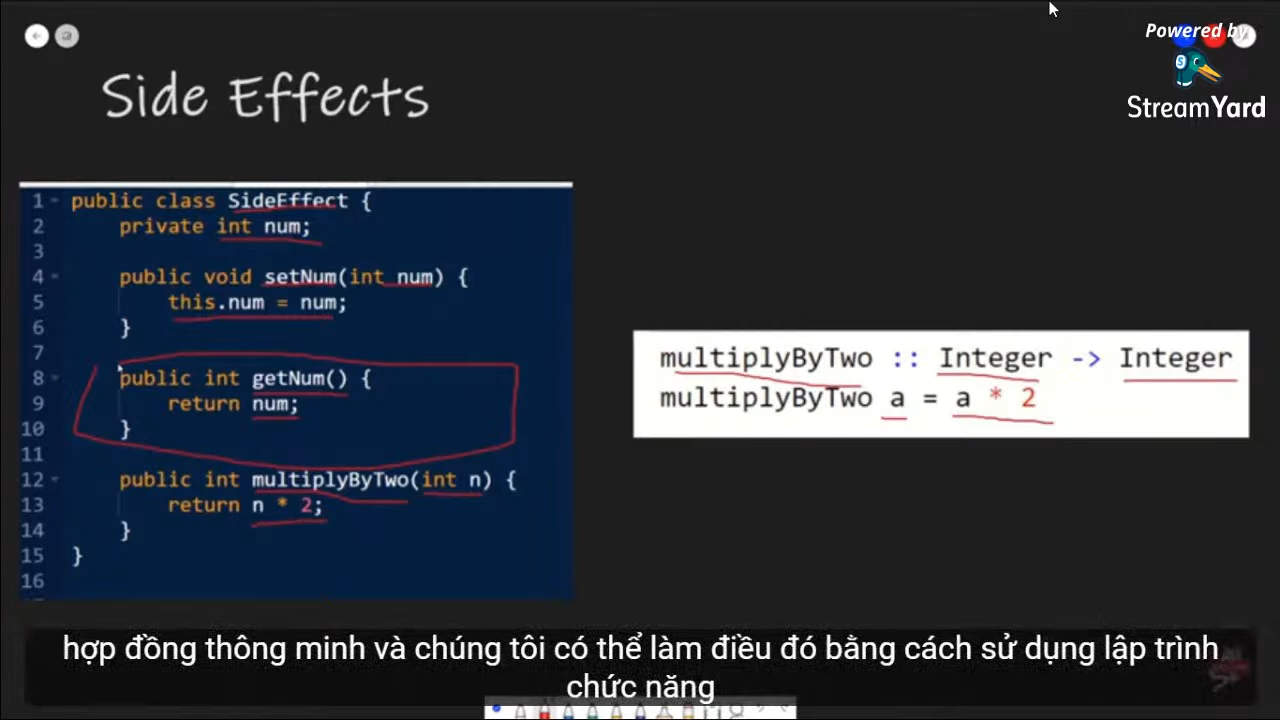 Powered by
StreamYard
Side Effects
1 public class SideEffect {
2 private int num;
3
4 public void setNum(int num) {
5 this.num = num;
6 }
7
8 public int getNum() {
9 return num;
10 }
11
12 public int multiplyByTwo(int n) {
13 return n * 2;
14 }
15 }
16
multiplyByTwo :: Integer -> Integer
multiplyByTwo a = a * 2
hợp đồng thông minh và chúng tôi có thể làm điều đó bằng cách sử dụng lập trình
chức năng